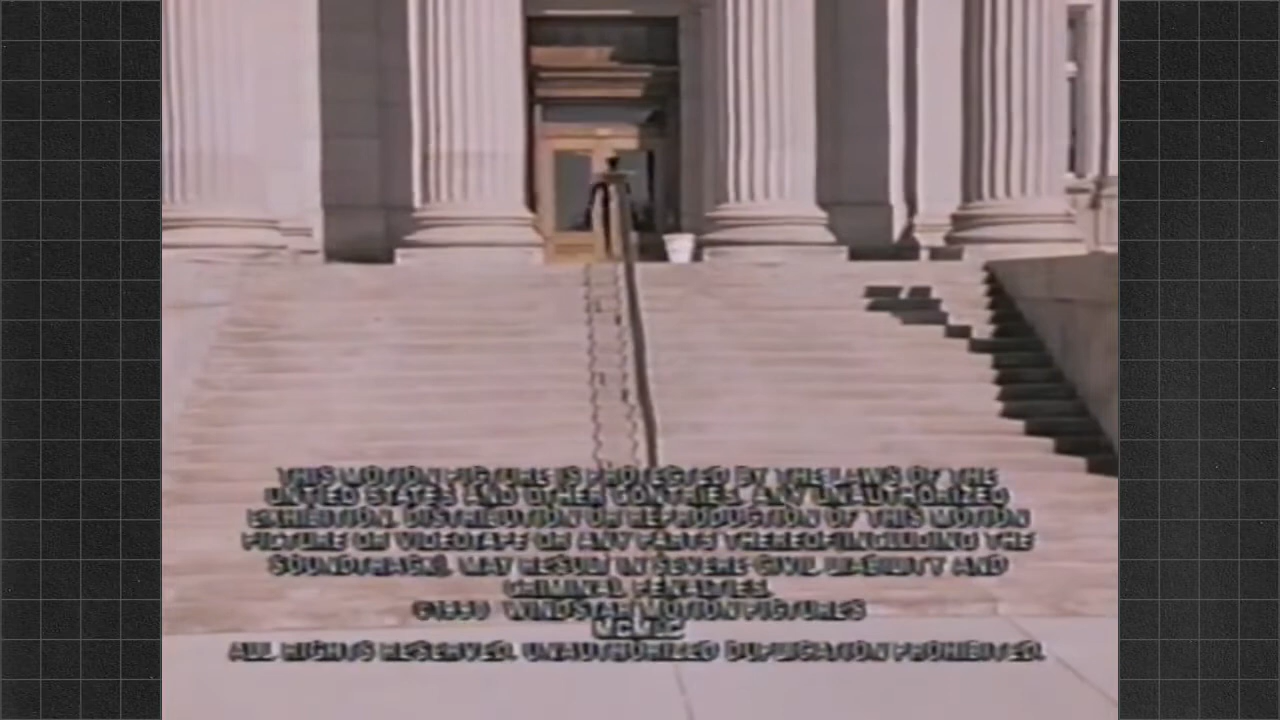 THIS MOTION PICTURE IS PROTECTED BY THE LAWS OF THE
UNITED STATES AND OTHER CONTRIES. ANY UNAUTHORIZED
EXHIBITION, DISTRIBUTION OR REPRODUCTION OF THIS MOTION
PICTURE OR VIDEOTAPE OR ANY PARTS THEREOF(INCLUDING THE
SOUNDTRACK), MAY RESULT IN SEVERE CIVIL LIABILITY AND
CRIMINAL PENALTIES.
WINDSTAR MOTION PICTURES
ALL RIGHTS RESERVED. UNAUTHORIZED DUPLICATION PROHIBITED.